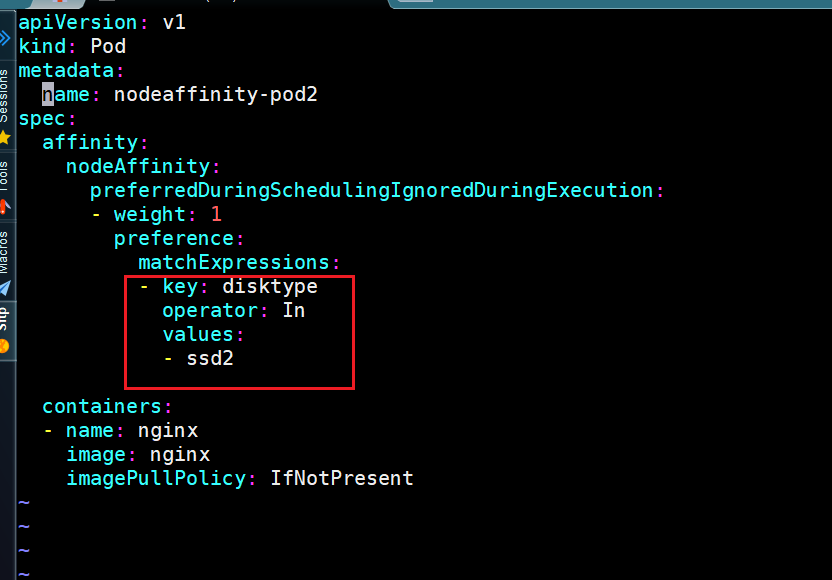 apiVersion: v1
kind: Pod
metadata:
  name: nodeaffinity-pod2
spec:
  affinity:
    nodeAffinity:
      preferredDuringSchedulingIgnoredDuringExecution:
      - weight: 1
        preference:
          matchExpressions:
          - key: disktype
            operator: In
            values:
            - ssd2

  containers:
  - name: nginx
    image: nginx
    imagePullPolicy: IfNotPresent
~
~
~
~
Sessions
Tools
Macros